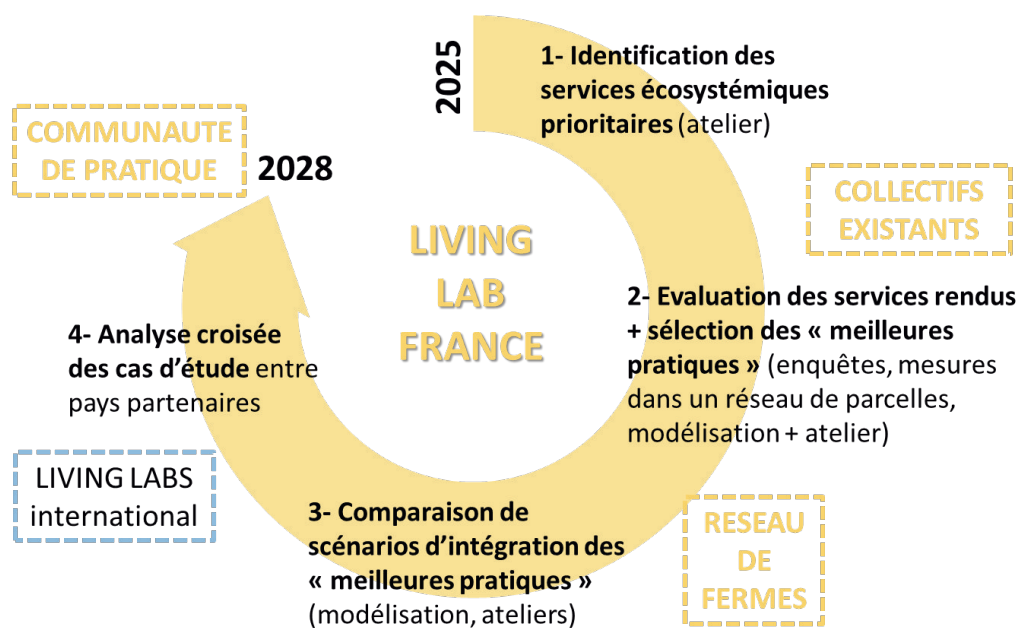 2025
1- Identification des
services écosystémiques
prioritaires (atelier)
COMMUNAUTE
DE PRATIQUE
2028
COLLECTIFS
EXISTANTS
LIVING
LAB
FRANCE
2- Evaluation des services rendus
+ sélection des « meilleures
pratiques » (enquêtes, mesures
dans un réseau de parcelles,
modélisation + atelier)
4- Analyse croisée
des cas d’étude entre
pays partenaires
LIVING LABS
international
3- Comparaison de
scénarios d’intégration des
« meilleures pratiques »
(modélisation, ateliers)
RESEAU
DE
FERMES